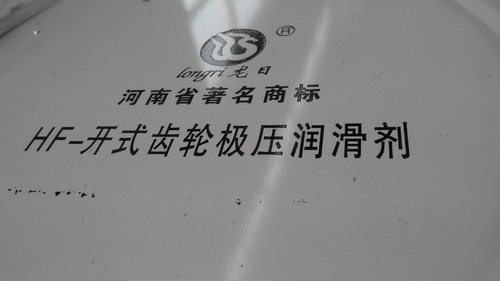 ®
longri 龙日
河南省著名商标
HF-开式齿轮极压润滑剂